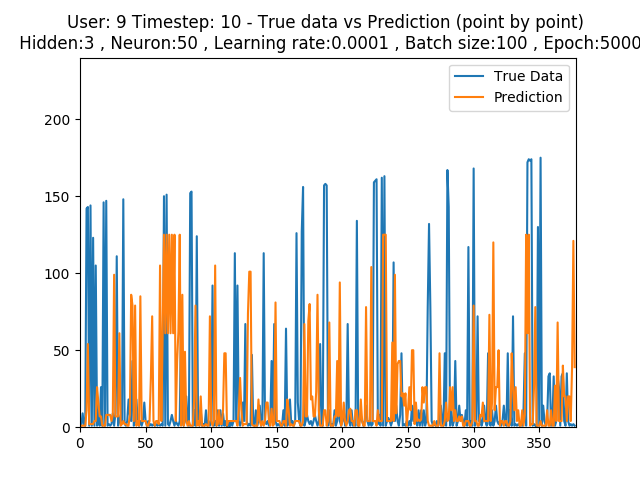 User: 9 Timestep: 10 - True data vs Prediction (point by point)
Hidden:3 , Neuron:50 , Learning rate:0.0001 , Batch size:100 , Epoch:5000
True Data
Prediction
200
150
100
50
0
0 50 100 150 200 250 300 350